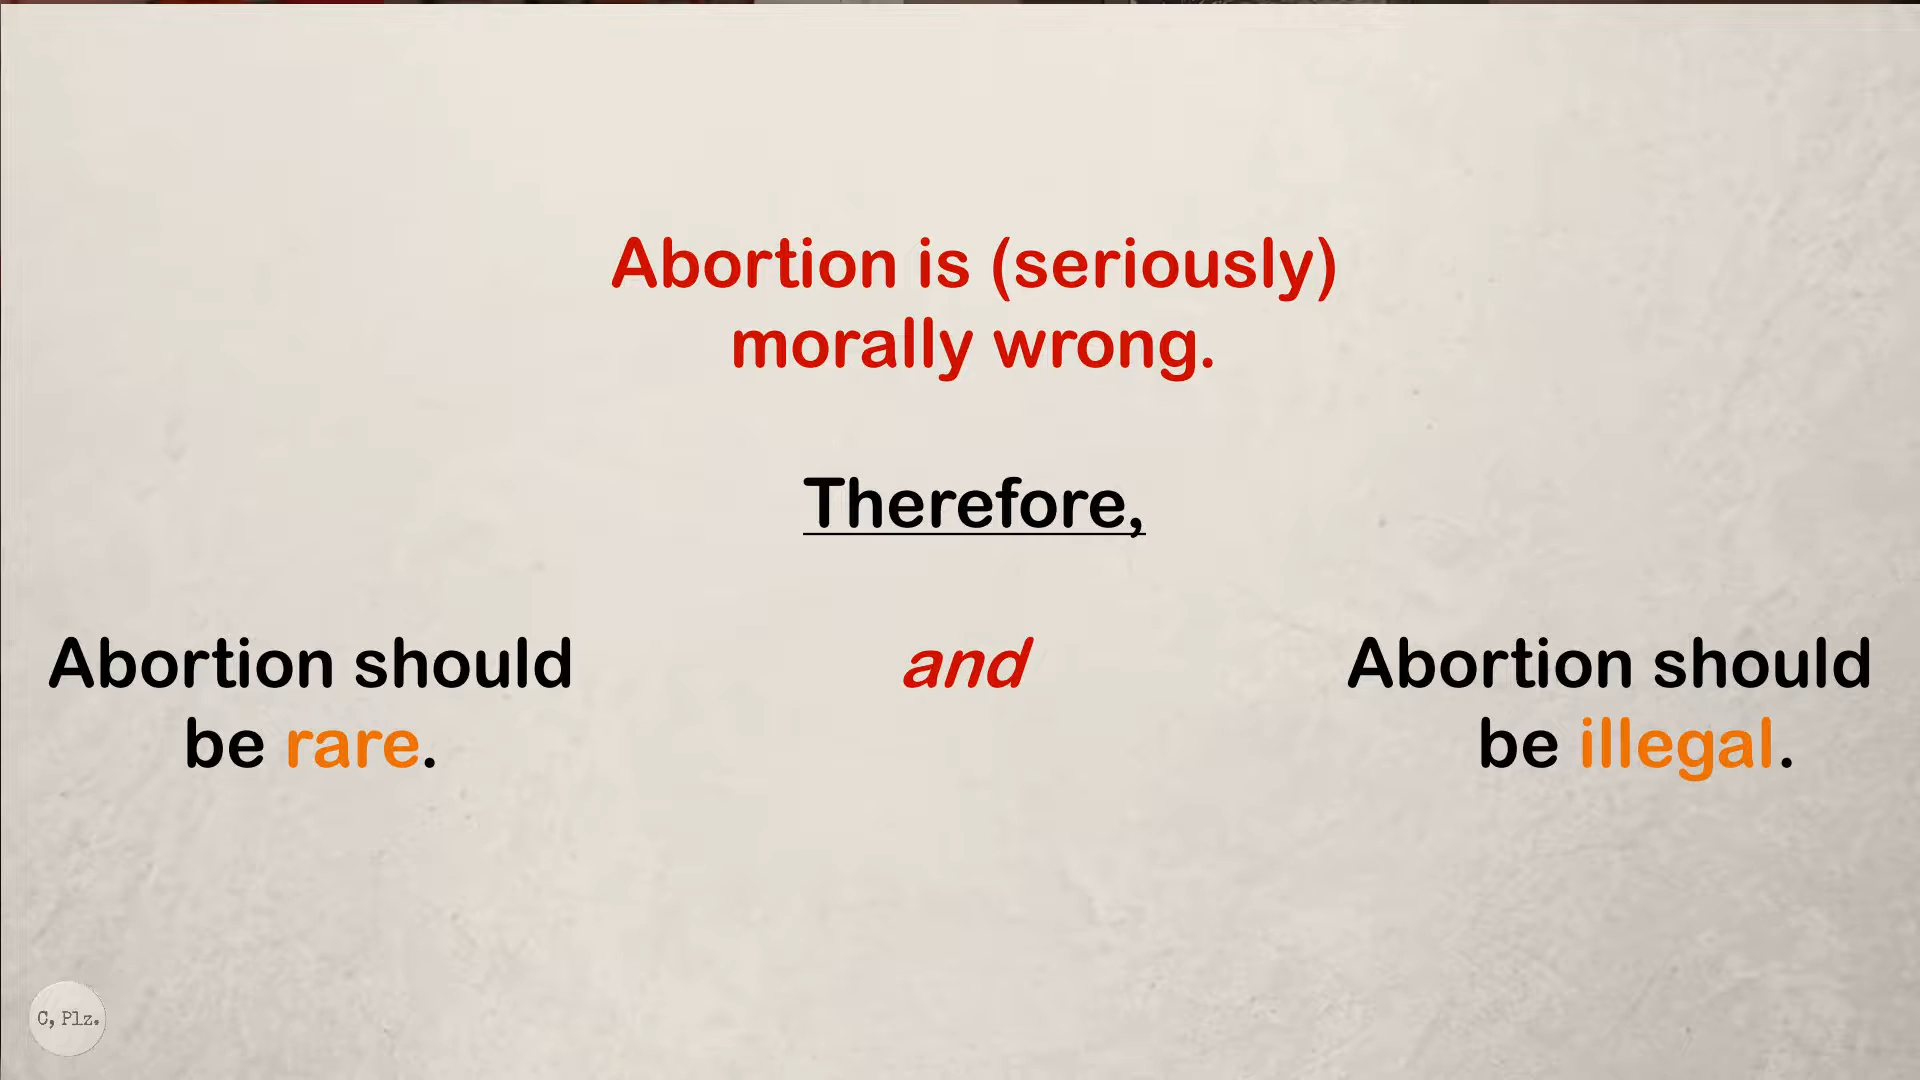 Abortion is (seriously)
morally wrong.
Therefore,
Abortion should
be rare.
and
Abortion should
be illegal.
C, Plz.